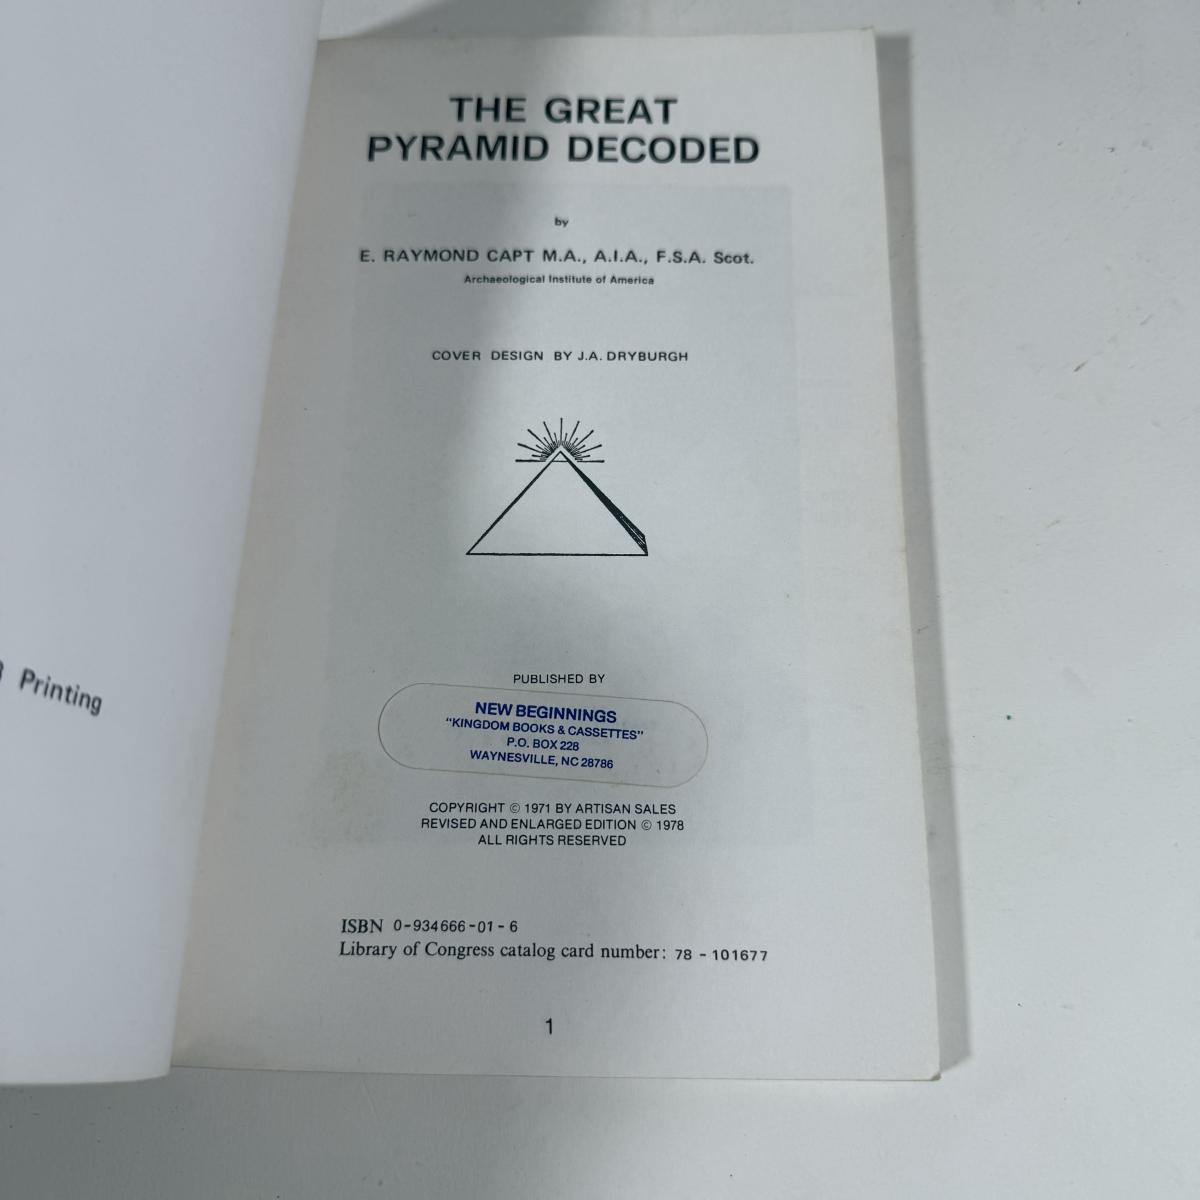 Printing
THE GREAT
PYRAMID DECODED
by
E. RAYMOND CAPT M.A., A.I.A., F.S.A. Scot.
Archaeological Institute of America
COVER DESIGN BY J.A. DRYBURGH
PUBLISHED BY
NEW BEGINNINGS
"KINGDOM BOOKS & CASSETTES"
P.O. BOX 228
WAYNESVILLE, NC 28786
COPYRIGHT © 1971 BY ARTISAN SALES
REVISED AND ENLARGED EDITION © 1978
ALL RIGHTS RESERVED
ISBN 0-934666-01-6
Library of Congress catalog card number: 78-101677
1